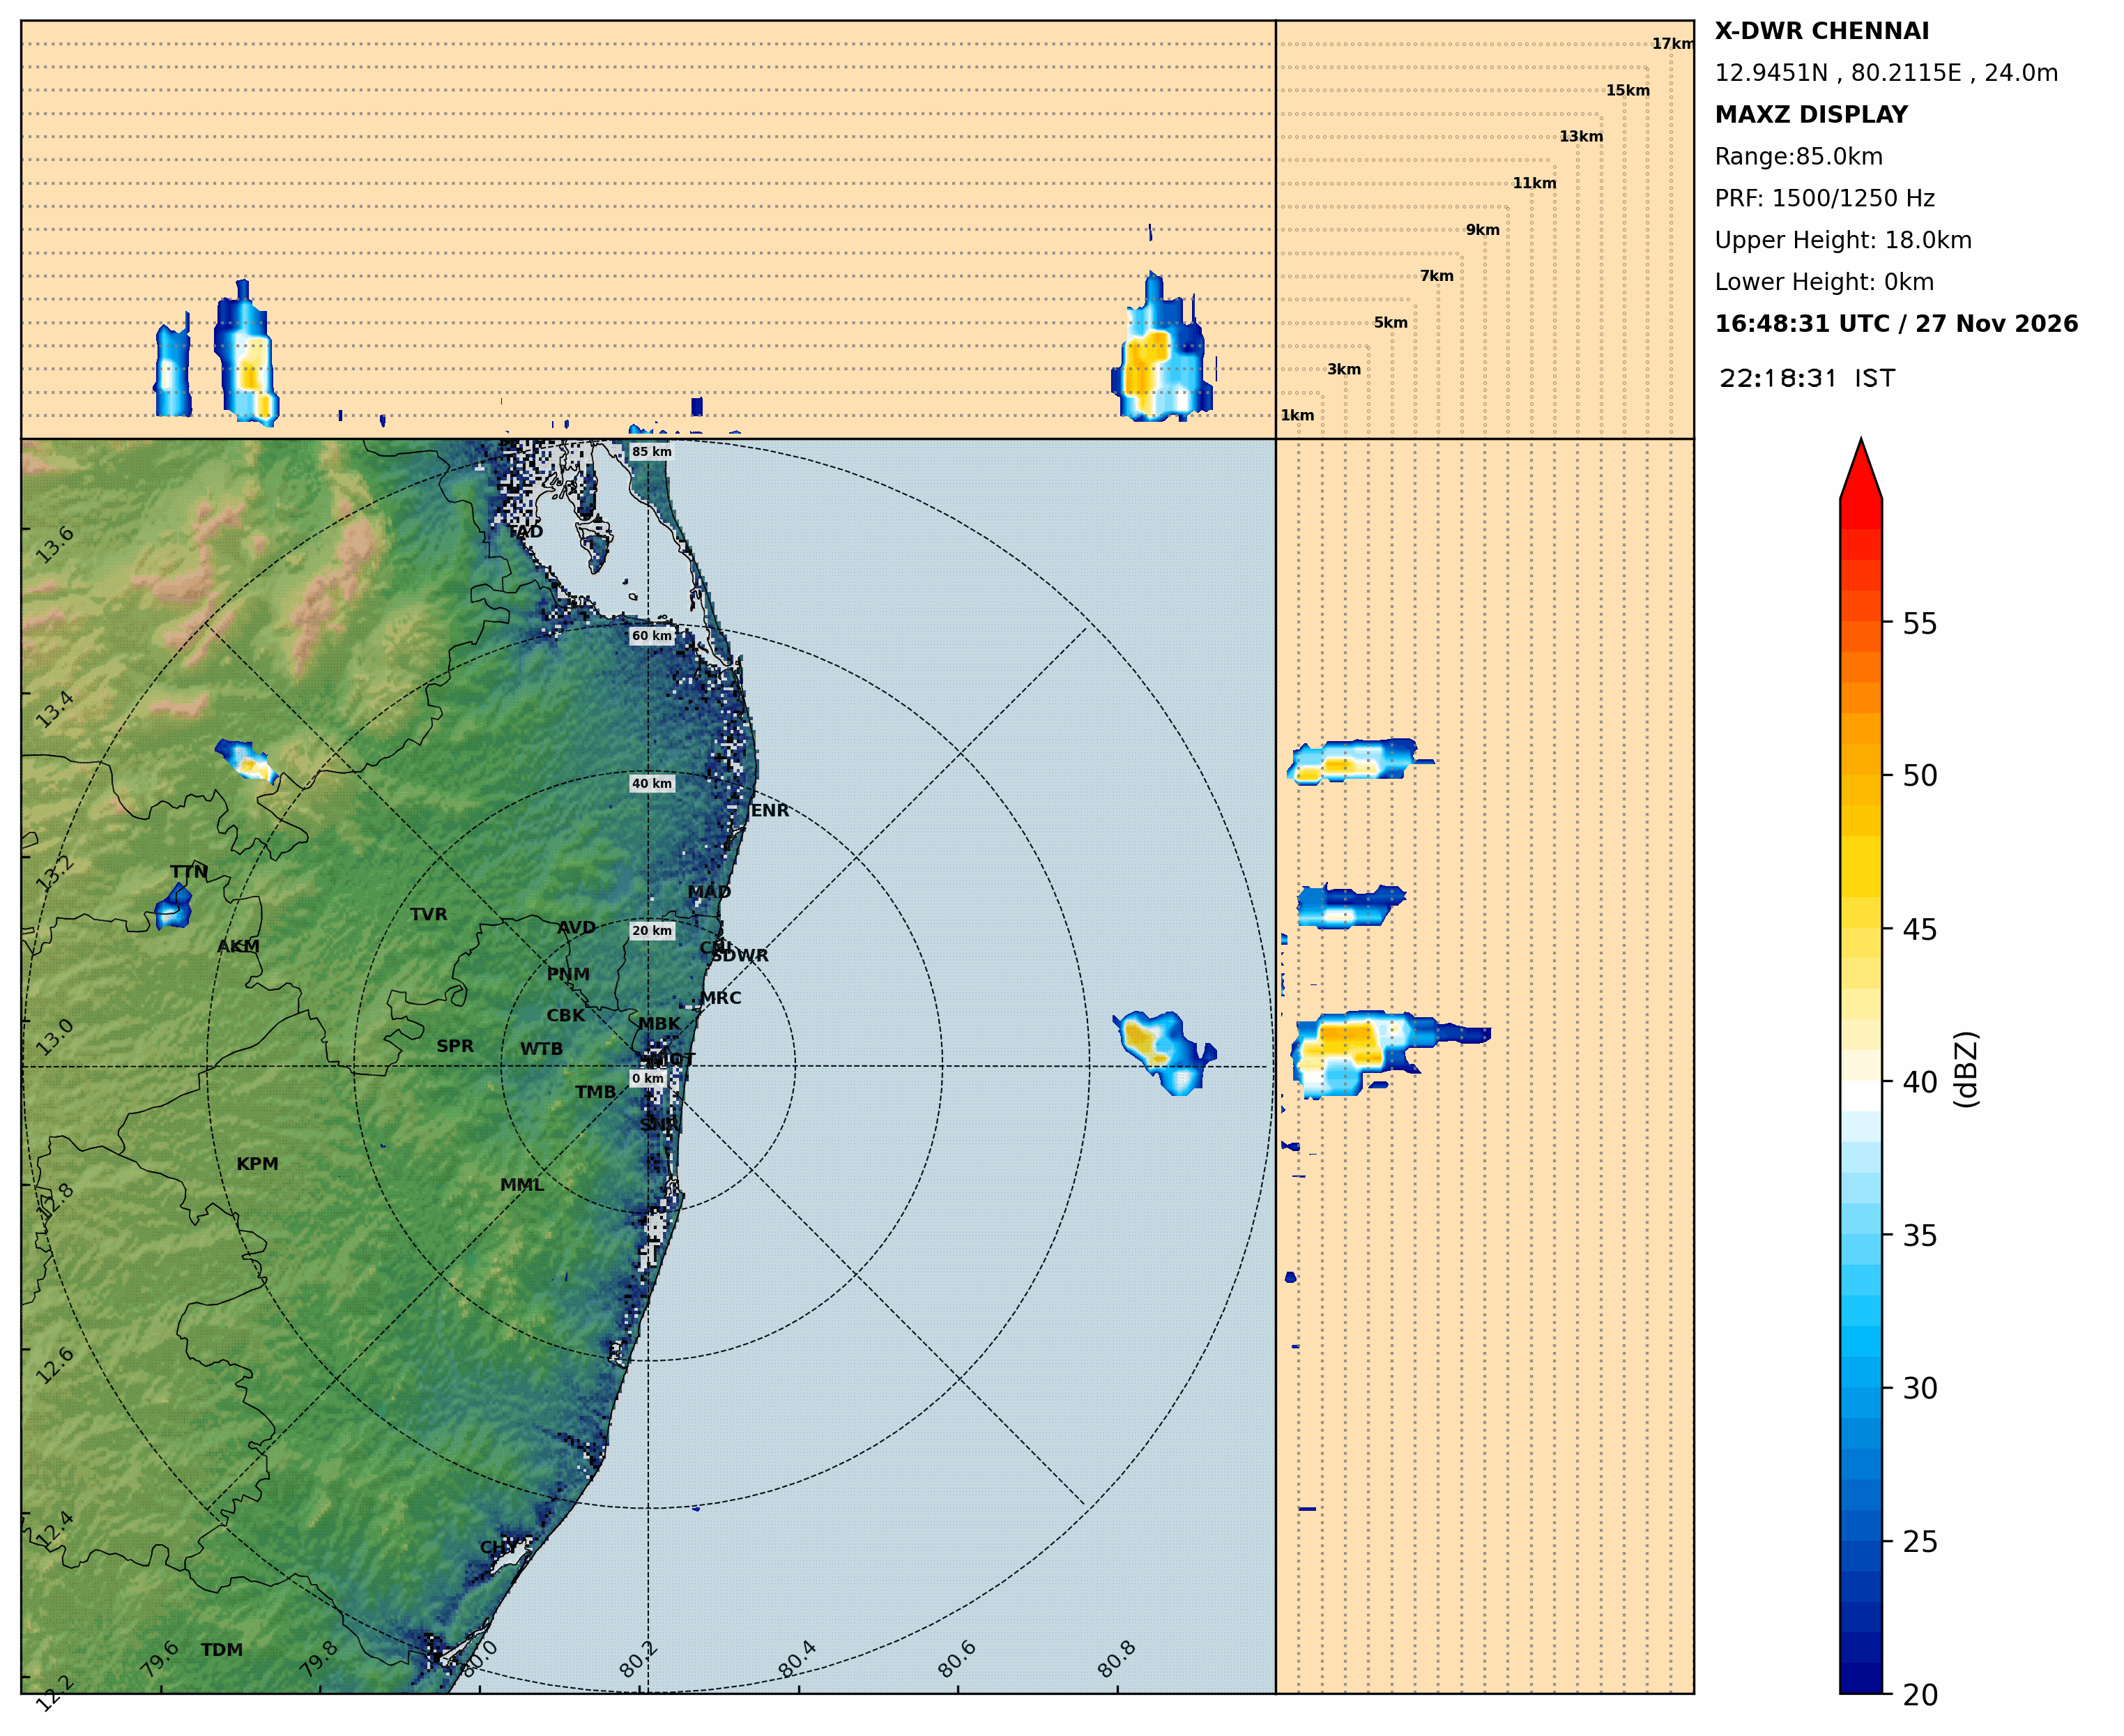 X-DWR CHENNAI
12.9451N , 80.2115E , 24.0m
MAXZ DISPLAY
Range:85.0km
PRF: 1500/1250 Hz
Upper Height: 18.0km
Lower Height: 0km
16:48:31 UTC / 27 Nov 2026
22:18:31 IST
17km
15km
13km
11km
9km
7km
5km
3km
1km
85 km
TAD
13.6
60 km
13.4
40 km
ENR
13.2
TTN
MAD
TVR
AVD
20 km
AKM
SDWR
PNM
MRC
CBK
MBK
13.0
SPR
WTB
0 km
TMB
SNR
KPM
MML
12.8
12.6
12.4
CHY
TDM
12.2
79.6
79.8
80.0
80.2
80.4
80.6
80.8
55
50
45
40
35
30
25
20
(dBZ)